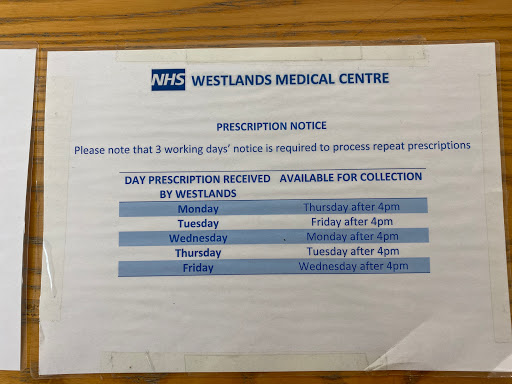 NHS WESTLANDS MEDICAL CENTRE
PRESCRIPTION NOTICE
Please note that 3 working days' notice is required to process repeat prescriptions
DAY PRESCRIPTION RECEIVED AVAILABLE FOR COLLECTION
BY WESTLANDS
Monday Thursday after 4pm
Tuesday Friday after 4pm
Wednesday Monday after 4pm
Thursday Tuesday after 4pm
Friday Wednesday after 4pm